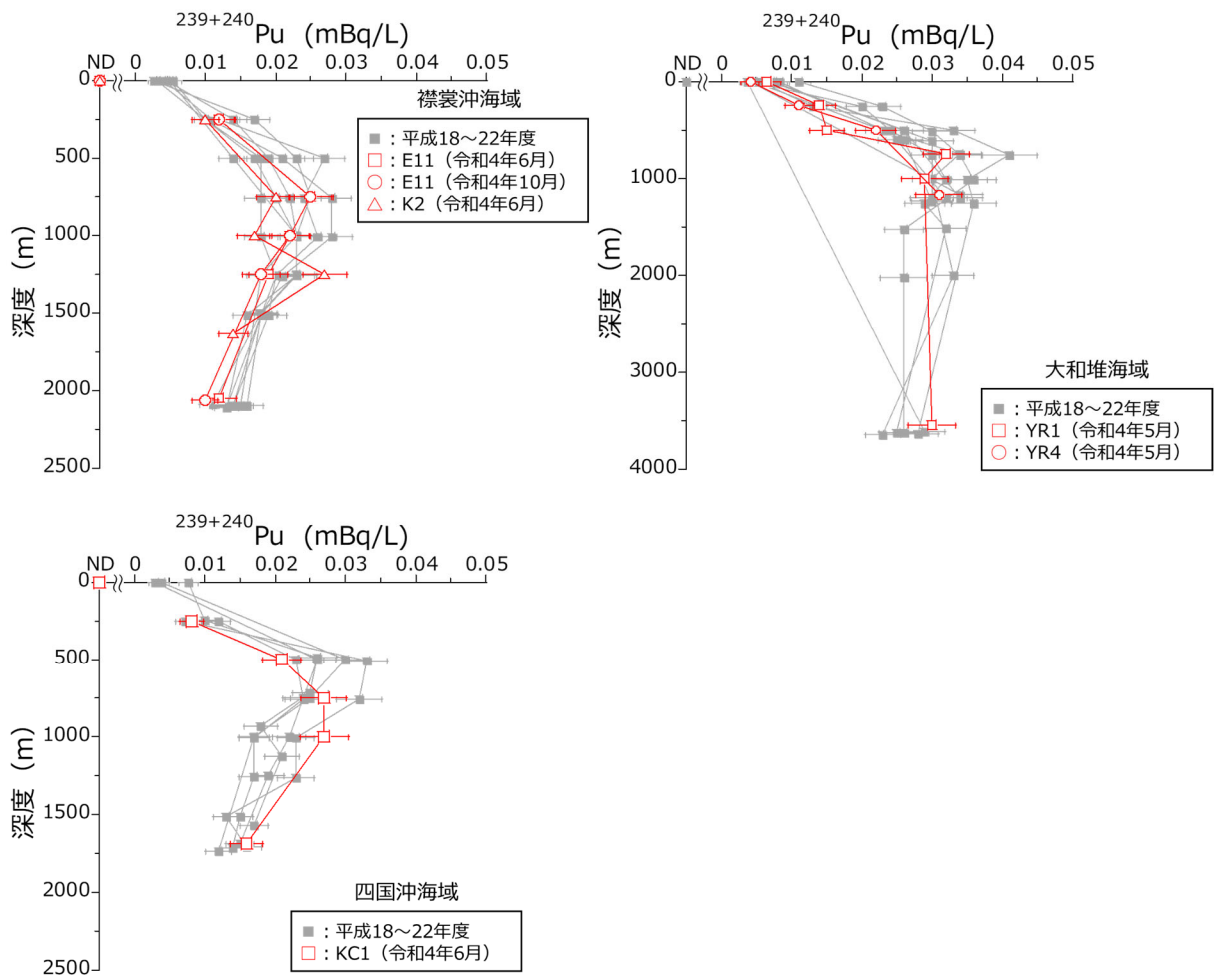 239+240Pu (mBq/L)
ND 0 0.01 0.02 0.03 0.04 0.05
0
500
1000
1500
2000
2500
深度 (m)
襟裳沖海域
: 平成18～22年度
: E11（令和4年6月）
: E11（令和4年10月）
: K2（令和4年6月）
239+240Pu (mBq/L)
ND 0 0.01 0.02 0.03 0.04 0.05
0
1000
2000
3000
4000
深度 (m)
大和堆海域
: 平成18～22年度
: YR1（令和4年5月）
: YR4（令和4年5月）
239+240Pu (mBq/L)
ND 0 0.01 0.02 0.03 0.04 0.05
0
500
1000
1500
2000
2500
深度 (m)
四国沖海域
: 平成18～22年度
: KC1（令和4年6月）